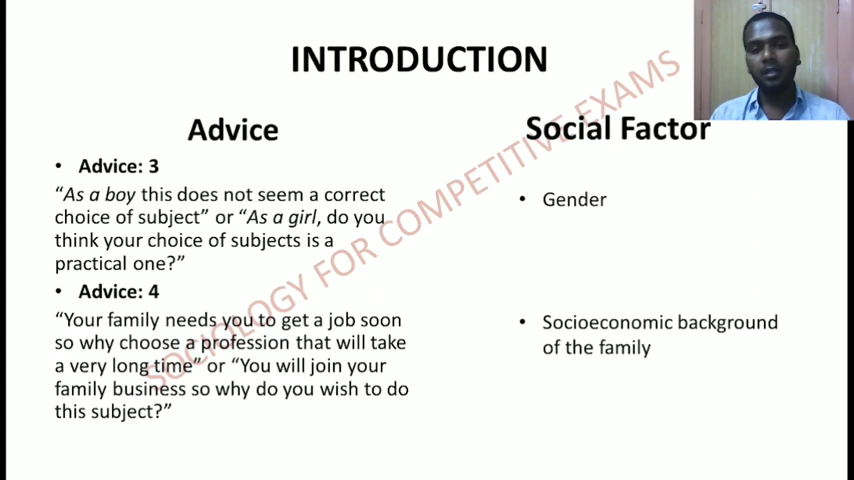 INTRODUCTION
Advice
• Advice: 3
“As a boy this does not seem a correct
choice of subject” or “As a girl, do you
think your choice of subjects is a
practical one?”
• Advice: 4
“Your family needs you to get a job soon
so why choose a profession that will take
a very long time” or “You will join your
family business so why do you wish to do
this subject?”
Social Factor
• Gender
• Socioeconomic background
of the family
SOCIOLOGY FOR COMPETITIVE EXAMS